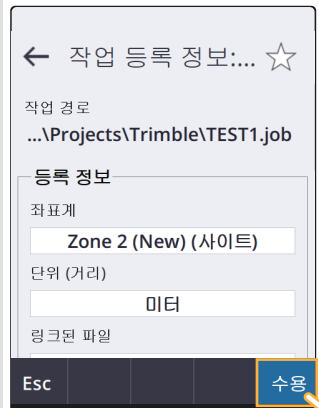 작업 등록 정보:...
작업 경로
...\Projects\Trimble\TEST1.job
등록 정보
좌표계
Zone 2 (New) (사이트)
단위 (거리)
미터
링크된 파일
Esc
수용